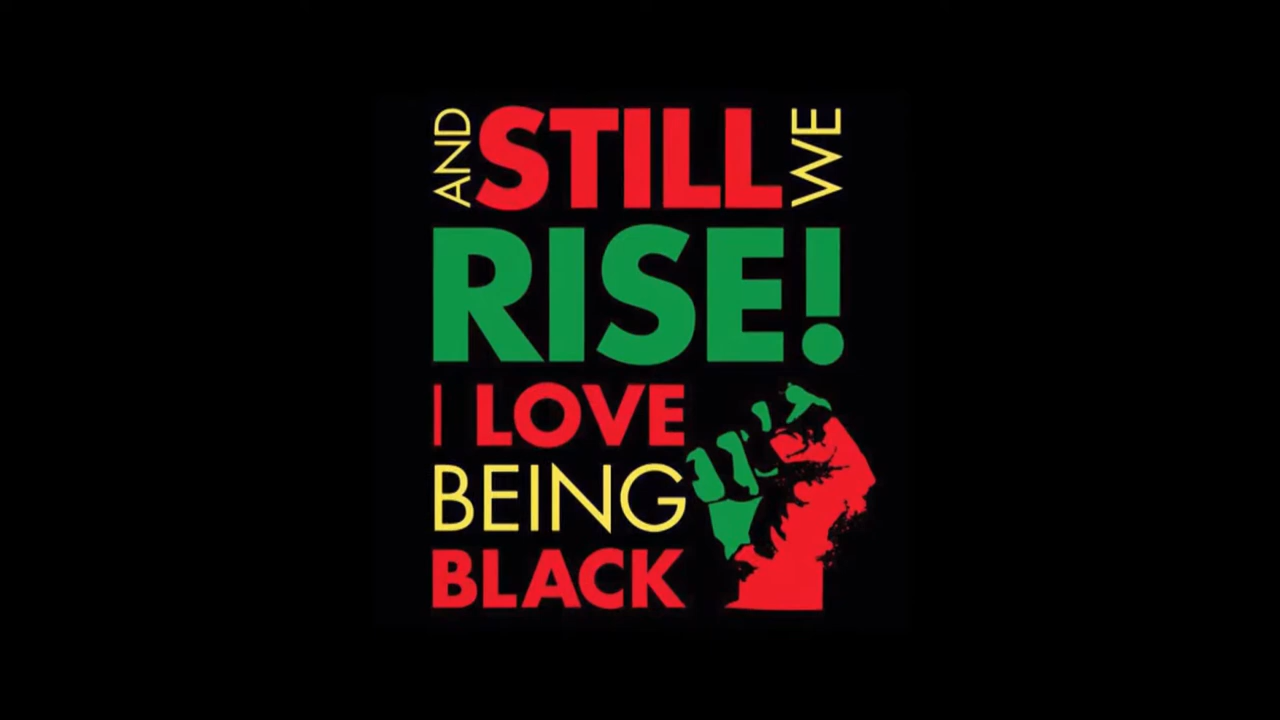 AND STILL WE
RISE!
I LOVE
BEING
BLACK